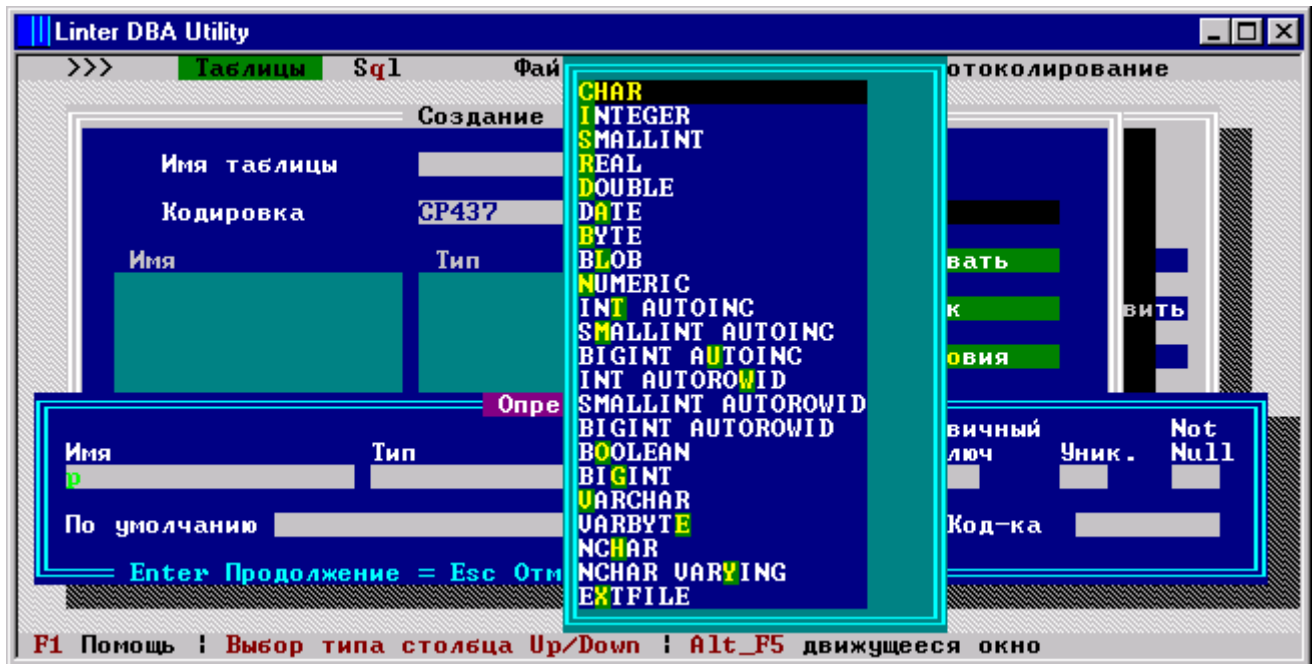 Linter DBA Utility
>>> Таблицы Sql Фай отоколирование
Создание
CHAR
INTEGER
SMALLINT
REAL
DOUBLE
DATE
BYTE
BLOB
NUMERIC
INT AUTOINC
SMALLINT AUTOINC
BIGINT AUTOINC
INT AUTOROWID
SMALLINT AUTOROWID
BIGINT AUTOROWID
BOOLEAN
BIGINT
VARCHAR
VARBYTE
NCHAR
NCHAR VARYING
EXTFILE
Имя таблицы
Кодировка CP437
Имя Тип
вать
к вить
овия
Опре
вичный Not
Имя Тип люч Уник. Null
р
По умолчанию Код-ка
Enter Продолжение = Esc Отм
F1 Помощь ¦ Выбор типа столбца Up/Down ¦ Alt_F5 движущееся окно